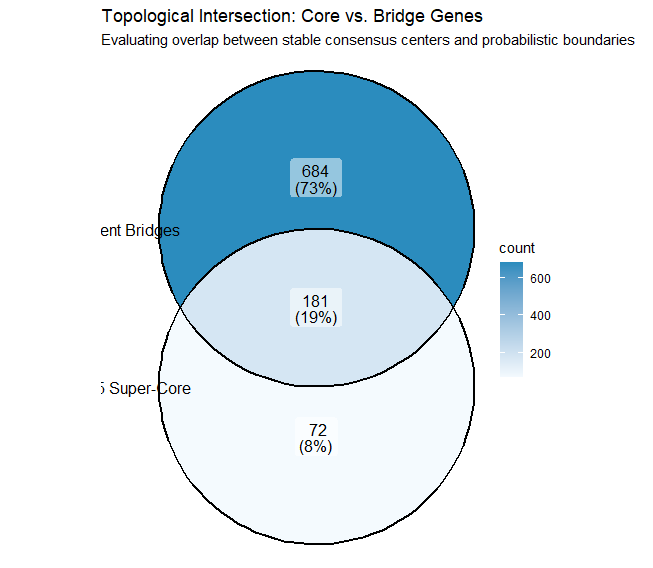 Topological Intersection: Core vs. Bridge Genes
Evaluating overlap between stable consensus centers and probabilistic boundaries
684
(73%)
ent Bridges
181
(19%)
Super-Core
72
(8%)
count
600
400
200